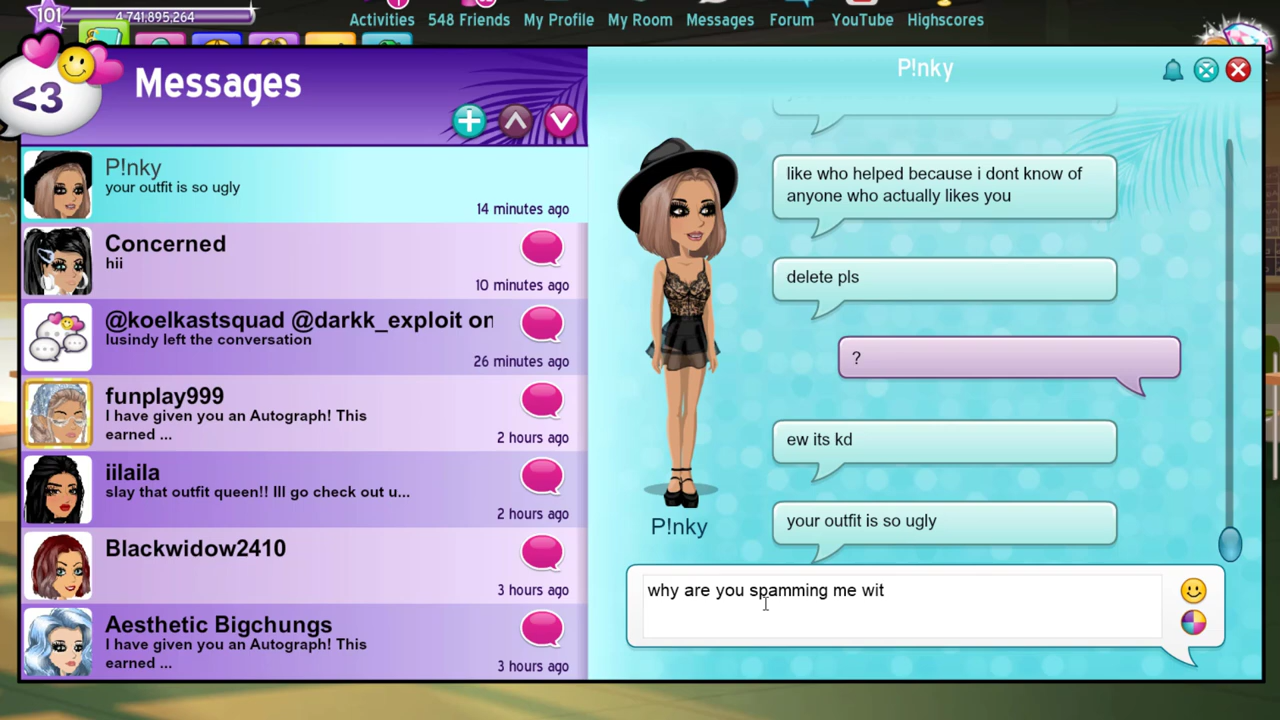 101
4 741,895,264
Activities
548 Friends
My Profile
My Room
Messages
Forum
YouTube
Highscores
<3
Messages
P!nky
your outfit is so ugly
14 minutes ago
Concerned
hii
10 minutes ago
@koelkastsquad @darkk_exploit on
lusindy left the conversation
26 minutes ago
funplay999
I have given you an Autograph! This
earned ...
2 hours ago
iilaila
slay that outfit queen!! Ill go check out u...
2 hours ago
Blackwidow2410
3 hours ago
Aesthetic Bigchungs
I have given you an Autograph! This
earned ...
3 hours ago
P!nky
like who helped because i dont know of
anyone who actually likes you
delete pls
?
ew its kd
your outfit is so ugly
P!nky
why are you spamming me wit